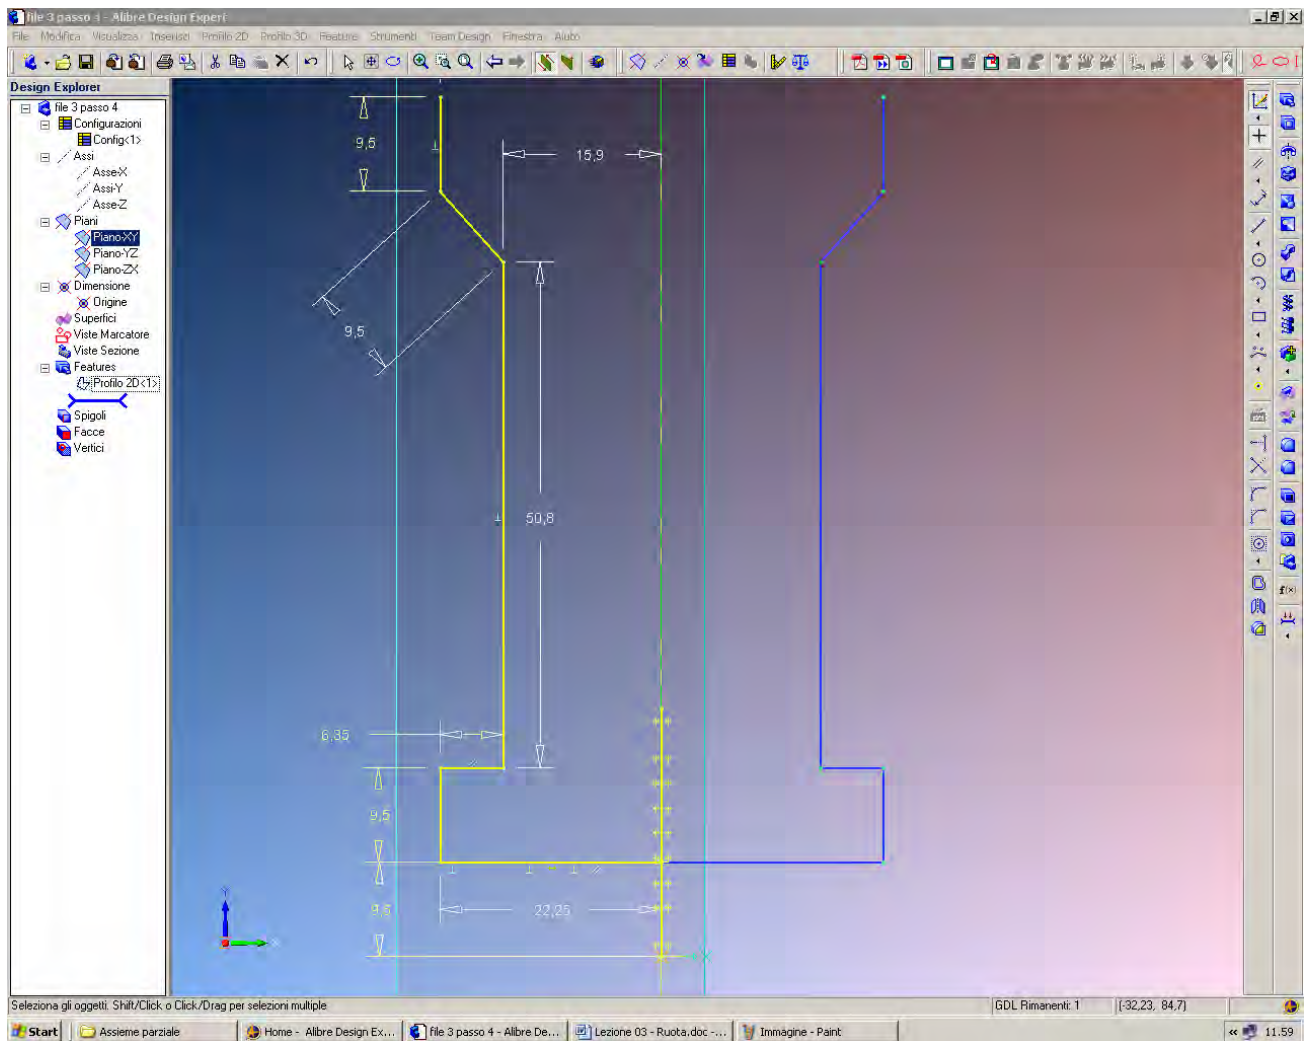 file 3 passo 4 - Alibre Design Expert
File Modifica Visualizza Inserisci Profilo 2D Profilo 3D Feature Strumenti Team Design Finestra Aiuto
Design Explorer
file 3 passo 4
Configurazioni
Config<1>
Assi
Asse-X
Assi-Y
Asse-Z
Piani
Piano-XY
Piano-YZ
Piano-ZX
Dimensione
Origine
Superfici
Viste Marcatore
Viste Sezione
Features
Profilo 2D<1>
Spigoli
Facce
Vertici
9,5
15,9
9,5
50,8
6,35
9,5
9,5
22,25
f(x)
Seleziona gli oggetti. Shift/Click o Click/Drag per selezioni multiple
GDL Rimanenti: 1
(-32,23, 84,7)
Start
Assieme parziale
Home - Alibre Design Ex...
file 3 passo 4 - Alibre De...
Lezione 03 - Ruota.doc -...
Immagine - Paint
« 11.59